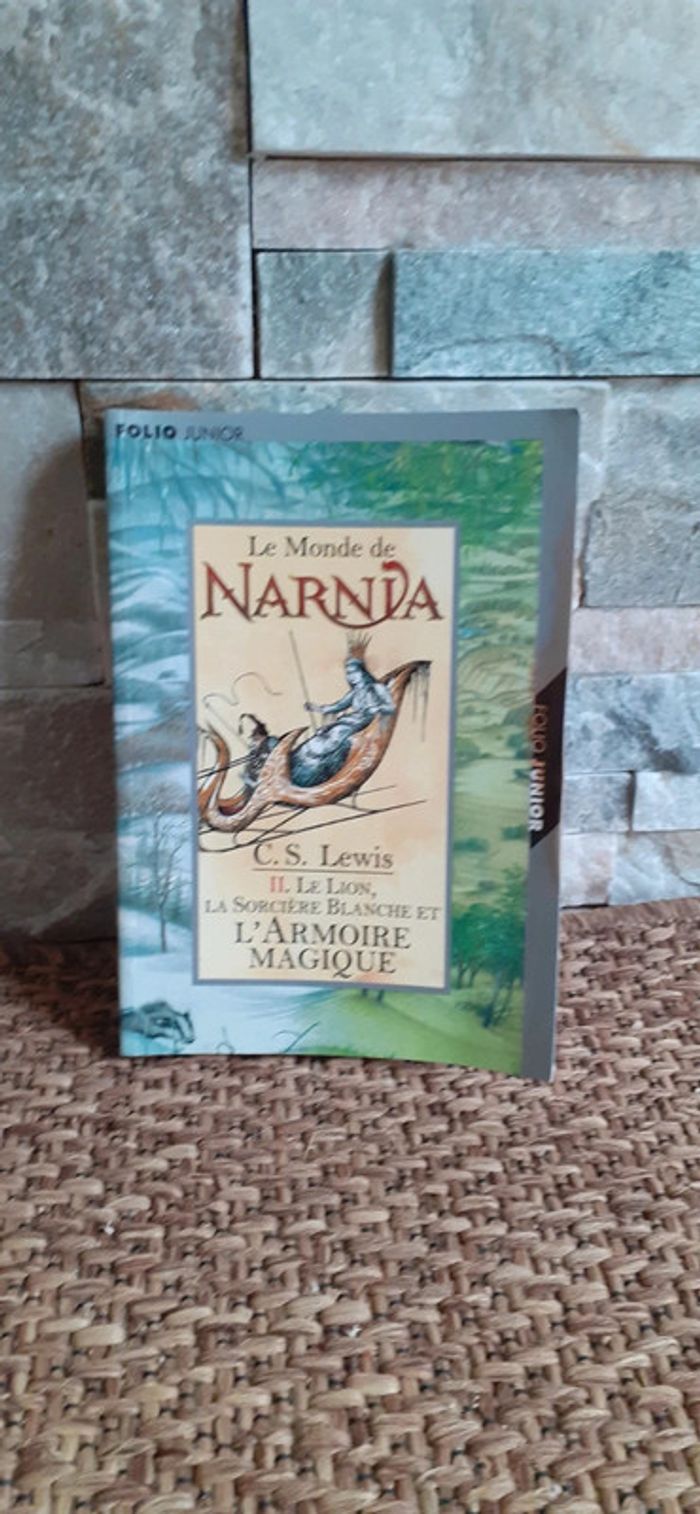 FOLIO JUNIOR
Le Monde de
NARNIA
C. S. Lewis
II. LE LION,
LA SORCIÈRE BLANCHE ET
L'ARMOIRE
MAGIQUE
FOLIO JUNIOR